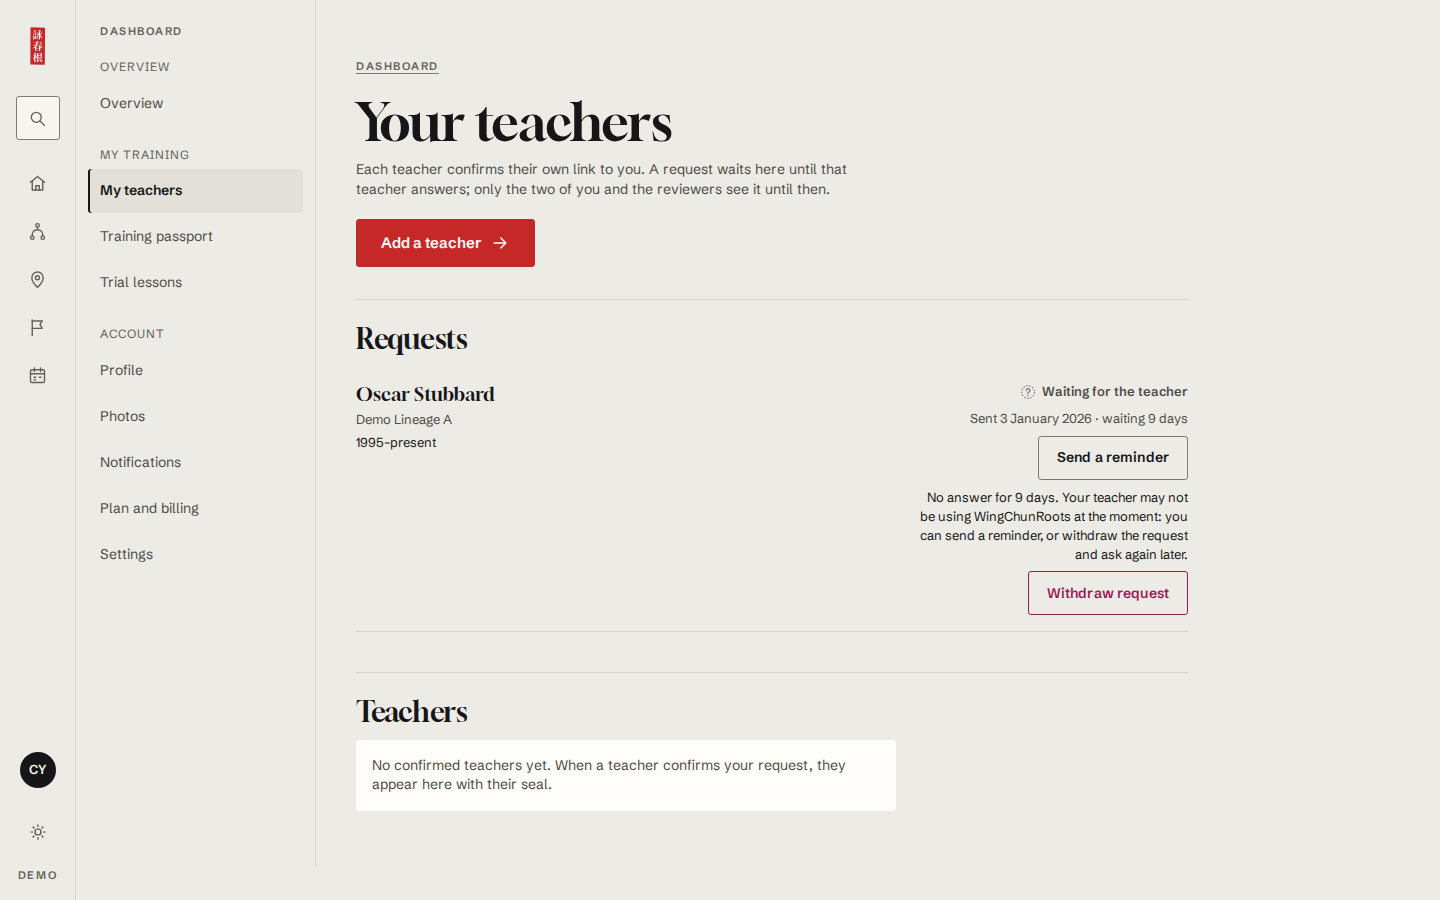 詠春根
DASHBOARD
OVERVIEW
Overview
MY TRAINING
My teachers
Training passport
Trial lessons
ACCOUNT
Profile
Photos
Notifications
Plan and billing
Settings
CY
DEMO
DASHBOARD
Your teachers
Each teacher confirms their own link to you. A request waits here until that
teacher answers; only the two of you and the reviewers see it until then.
Add a teacher
Requests
Oscar Stubbard
Demo Lineage A
1995–present
Waiting for the teacher
Sent 3 January 2026 · waiting 9 days
Send a reminder
No answer for 9 days. Your teacher may not
be using WingChunRoots at the moment: you
can send a reminder, or withdraw the request
and ask again later.
Withdraw request
Teachers
No confirmed teachers yet. When a teacher confirms your request, they
appear here with their seal.